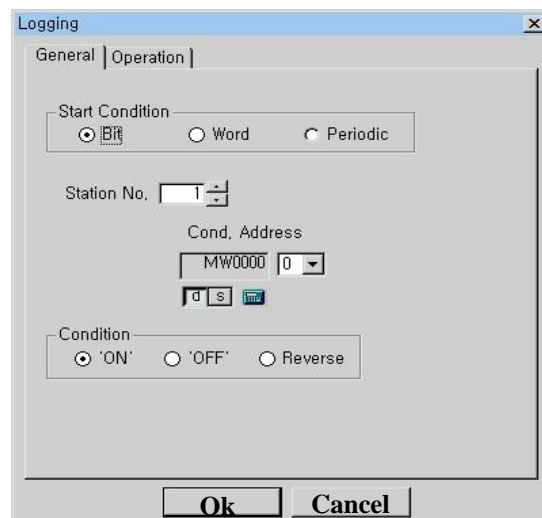 Logging
General Operation
Start Condition
Bit Word Periodic
Station No, 1
Cond, Address
MW0000 0
d s
Condition
'ON' 'OFF' Reverse
Ok Cancel